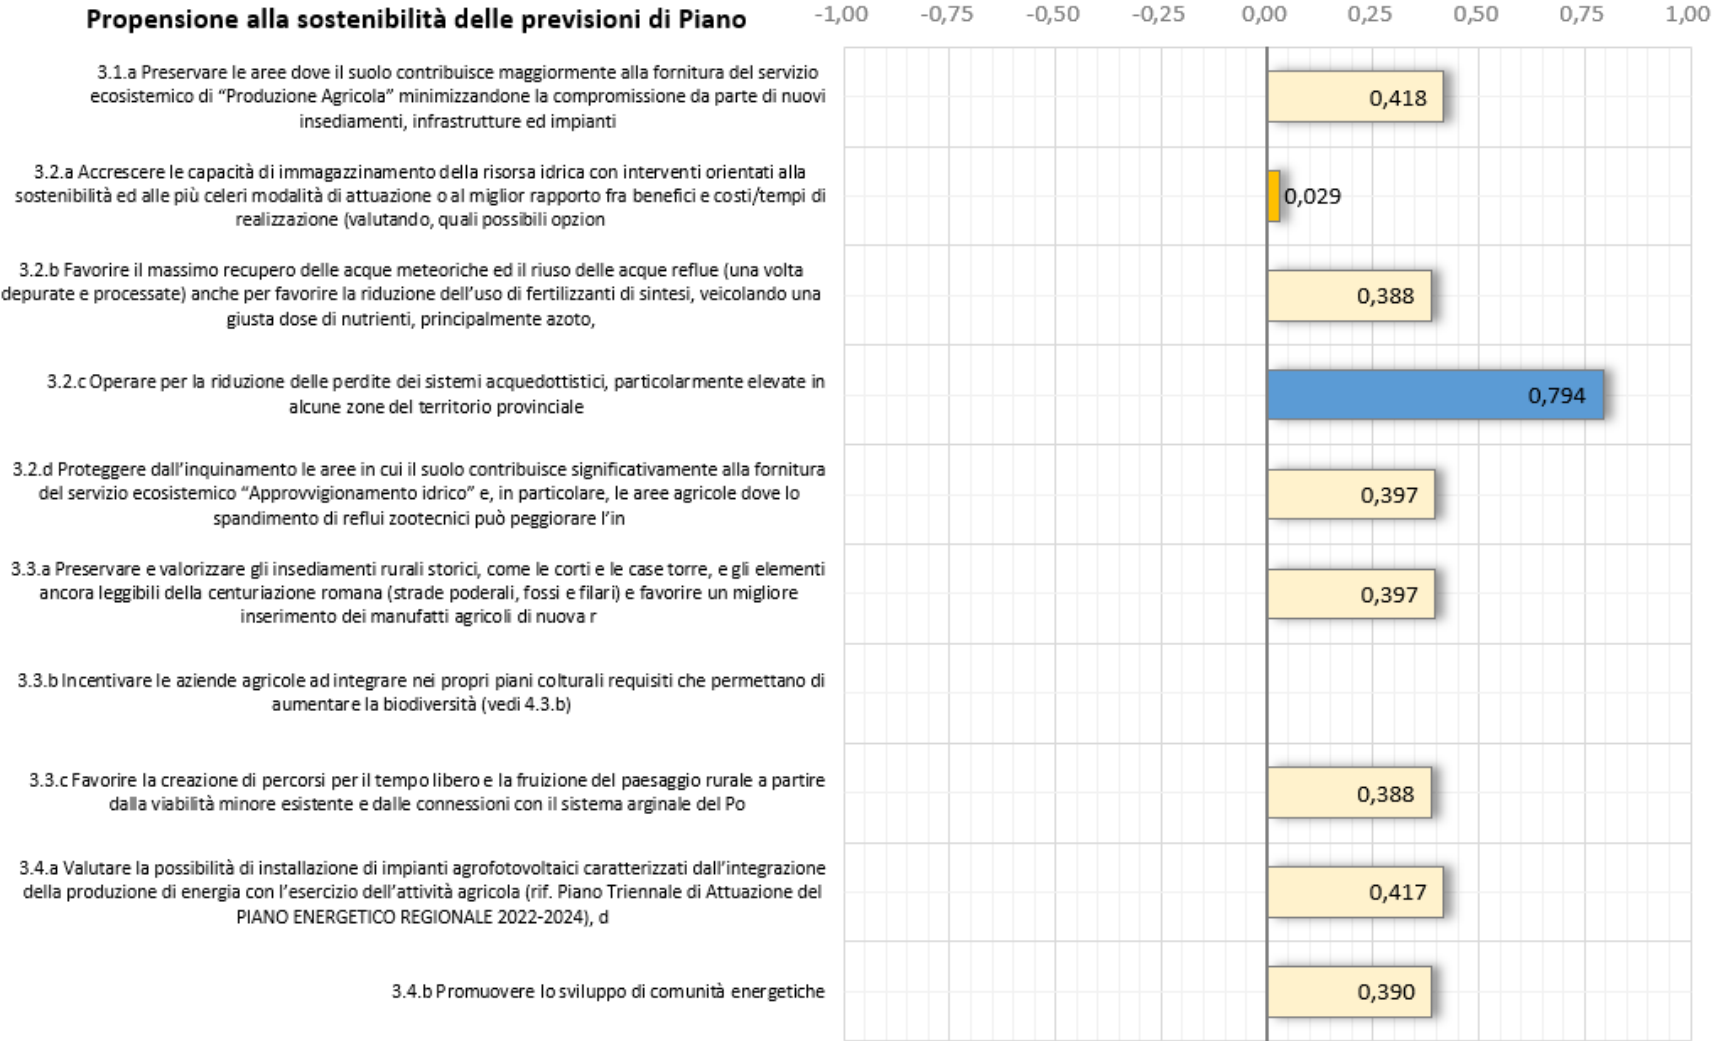 Propensione alla sostenibilità delle previsioni di Piano
-1,00 -0,75 -0,50 -0,25 0,00 0,25 0,50 0,75 1,00
3.1.a Preservare le aree dove il suolo contribuisce maggiormente alla fornitura del servizio
ecosistemico di “Produzione Agricola” minimizzandone la compromissione da parte di nuovi
insediamenti, infrastrutture ed impianti
0,418
3.2.a Accrescere le capacità di immagazzinamento della risorsa idrica con interventi orientati alla
sostenibilità ed alle più celeri modalità di attuazione o al miglior rapporto fra benefici e costi/tempi di
realizzazione (valutando, quali possibili opzion
0,029
3.2.b Favorire il massimo recupero delle acque meteoriche ed il riuso delle acque reflue (una volta
depurate e processate) anche per favorire la riduzione dell’uso di fertilizzanti di sintesi, veicolando una
giusta dose di nutrienti, principalmente azoto,
0,388
3.2.c Operare per la riduzione delle perdite dei sistemi acquedottistici, particolarmente elevate in
alcune zone del territorio provinciale
0,794
3.2.d Proteggere dall’inquinamento le aree in cui il suolo contribuisce significativamente alla fornitura
del servizio ecosistemico “Approvvigionamento idrico” e, in particolare, le aree agricole dove lo
spandimento di reflui zootecnici può peggiorare l’in
0,397
3.3.a Preservare e valorizzare gli insediamenti rurali storici, come le corti e le case torre, e gli elementi
ancora leggibili della centuriazione romana (strade poderali, fossi e filari) e favorire un migliore
inserimento dei manufatti agricoli di nuova r
0,397
3.3.b Incentivare le aziende agricole ad integrare nei propri piani colturali requisiti che permettano di
aumentare la biodiversità (vedi 4.3.b)
3.3.c Favorire la creazione di percorsi per il tempo libero e la fruizione del paesaggio rurale a partire
dalla viabilità minore esistente e dalle connessioni con il sistema arginale del Po
0,388
3.4.a Valutare la possibilità di installazione di impianti agrofotovoltaici caratterizzati dall’integrazione
della produzione di energia con l’esercizio dell’attività agricola (rif. Piano Triennale di Attuazione del
PIANO ENERGETICO REGIONALE 2022-2024), d
0,417
3.4.b Promuovere lo sviluppo di comunità energetiche
0,390